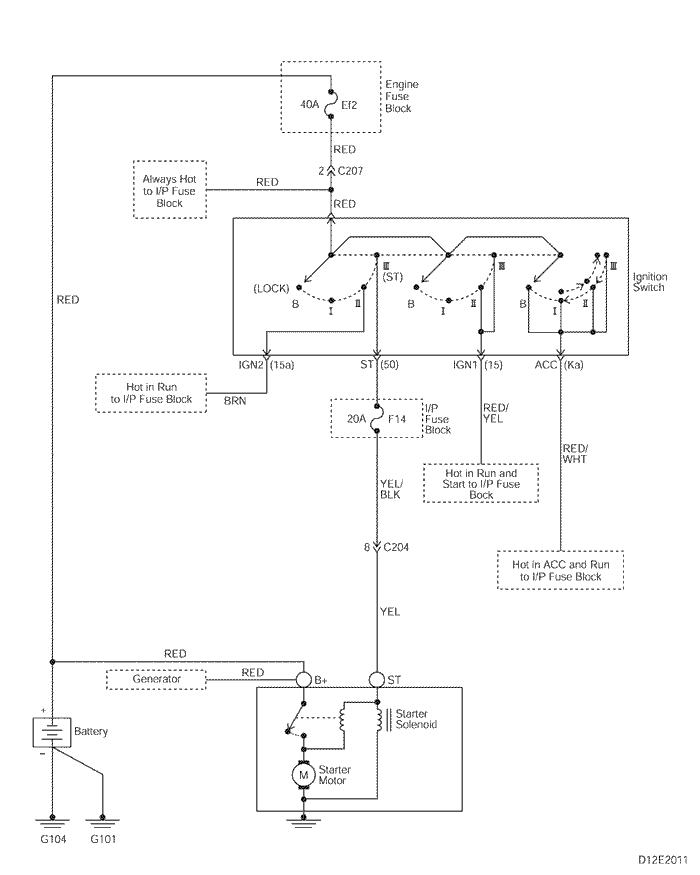 Engine
Fuse
Block
40A Ef2
RED
2 C207
Always Hot
to I/P Fuse
Block
RED
RED
Ignition
Switch
III
(ST)
III
III
(LOCK)
B
I
II
B
I
II
B
I
II
RED
IGN2 (15a)
ST (50)
IGN1 (15)
ACC (Ka)
Hot in Run
to I/P Fuse Block
BRN
20A F14
I/P
Fuse
Block
RED/
YEL
RED/
WHT
Hot in Run and
Start to I/P Fuse
Bock
YEL/
BLK
8 C204
Hot in ACC and Run
to I/P Fuse Block
YEL
RED
RED
Generator
B+
ST
+
Battery
-
Starter
Solenoid
M
Starter
Motor
G104
G101
D12E2011